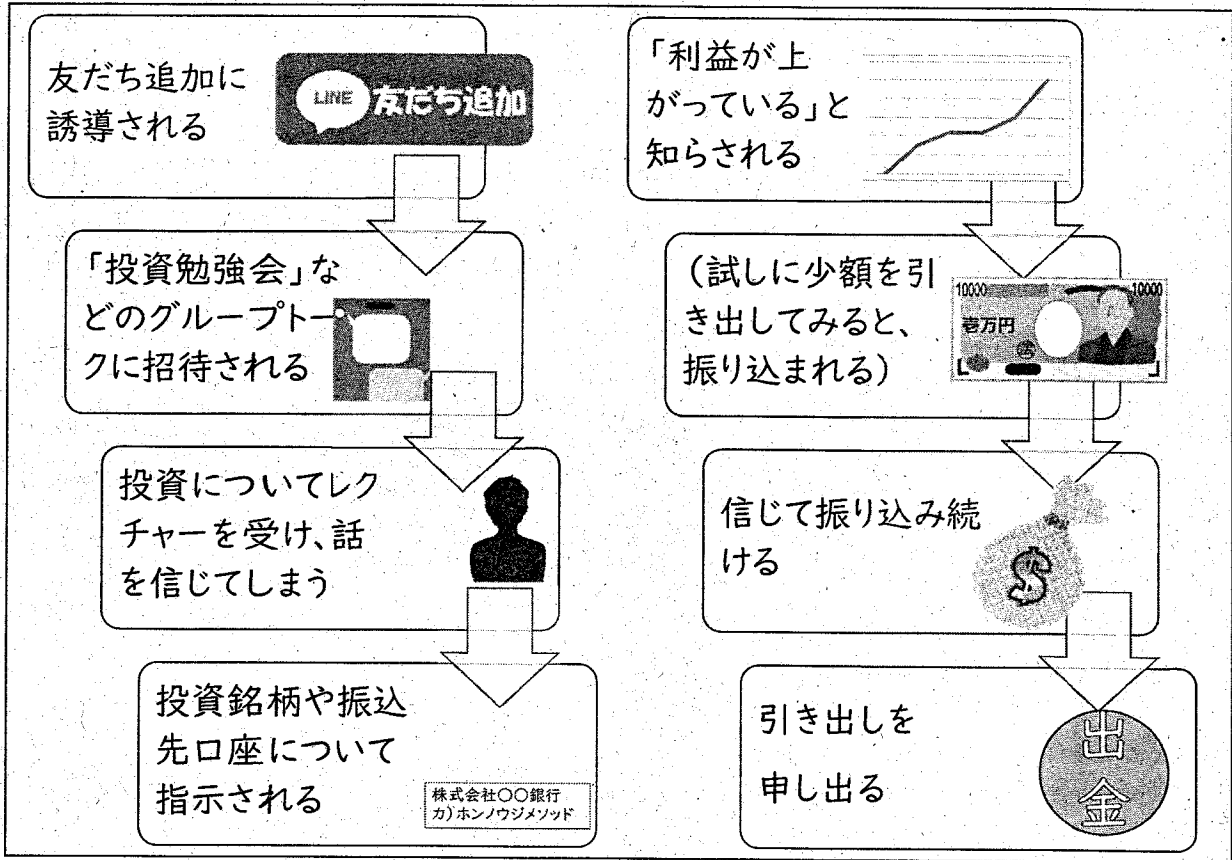 友だち追加に
誘導される
LINE
友だち追加
「投資勉強会」な
どのグループトー
クに招待される
投資についてレク
チャーを受け、話
を信じてしまう
投資銘柄や振込
先口座について
指示される
株式会社〇〇銀行
カ)ホンノウジメソッド
「利益が上
がっている」と
知らされる
(試しに少額を引
き出してみると、
振り込まれる)
10000
10000
壱万円
信じて振り込み続
ける
$
引き出しを
申し出る
出
金